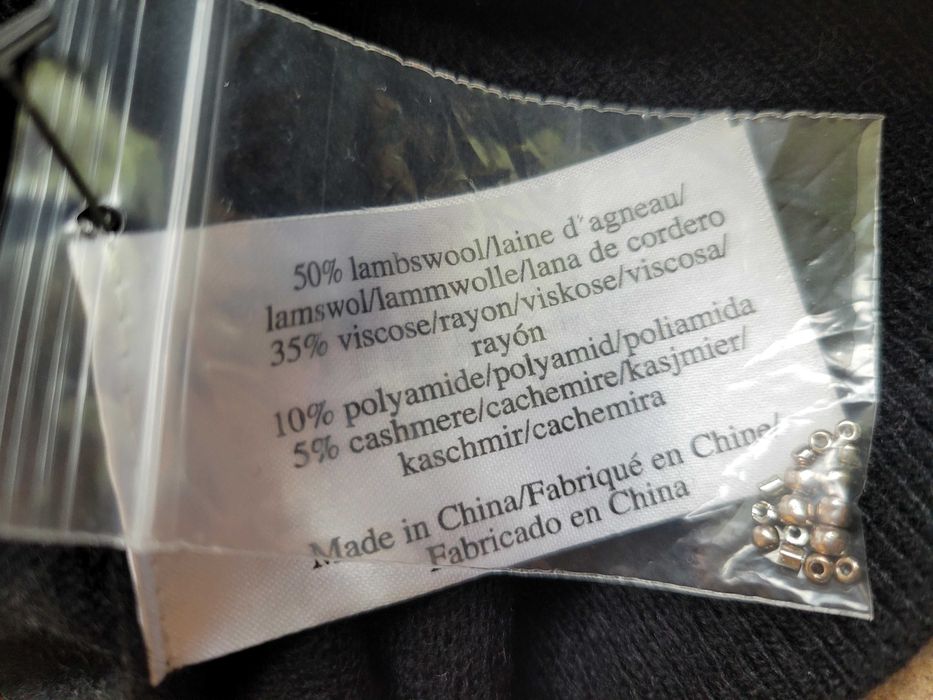 50% lambswool/laine d'agneau/
lamswol/lammwolle/lana de cordero
35% viscose/rayon/viskose/viscosa/
rayón
10% polyamide/polyamid/poliamida
5% cashmere/cachemire/kasjmier/
kaschmir/cachemira
Made in China/Fabriqué en Chine/
Fabricado en China